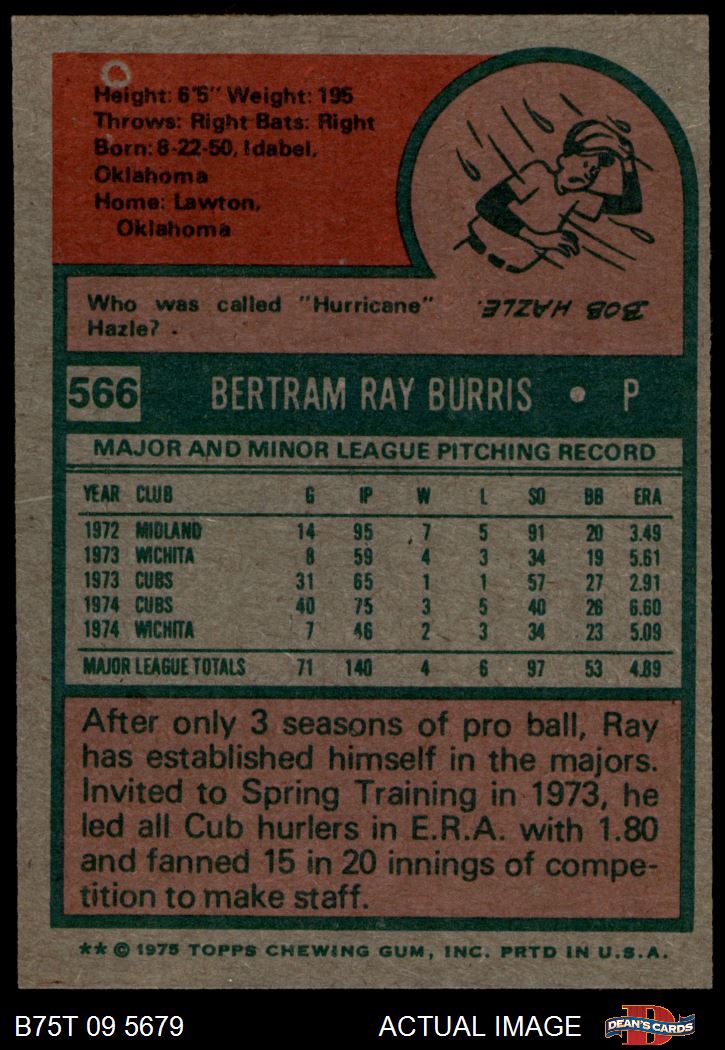 Height: 6'5" Weight: 195
Throws: Right Bats: Right
Born: 8-22-50, Idabel,
Oklahoma
Home: Lawton,
Oklahoma
Who was called "Hurricane"
Hazle?
BOB HAZLE.
566 BERTRAM RAY BURRIS • P
MAJOR AND MINOR LEAGUE PITCHING RECORD
YEAR CLUB G IP W L SO BB ERA
1972 MIDLAND 14 95 7 5 91 20 3.49
1973 WICHITA 8 59 4 3 34 19 5.61
1973 CUBS 31 65 1 1 57 27 2.91
1974 CUBS 40 75 3 5 40 26 6.60
1974 WICHITA 7 46 2 3 34 23 5.09
MAJOR LEAGUE TOTALS 71 140 4 6 97 53 4.89
After only 3 seasons of pro ball, Ray
has established himself in the majors.
Invited to Spring Training in 1973, he
led all Cub hurlers in E.R.A. with 1.80
and fanned 15 in 20 innings of compe-
tition to make staff.
** © 1975 TOPPS CHEWING GUM, INC. PRTD IN U.S.A.
B75T 09 5679 ACTUAL IMAGE
D
DEAN'S CARDS